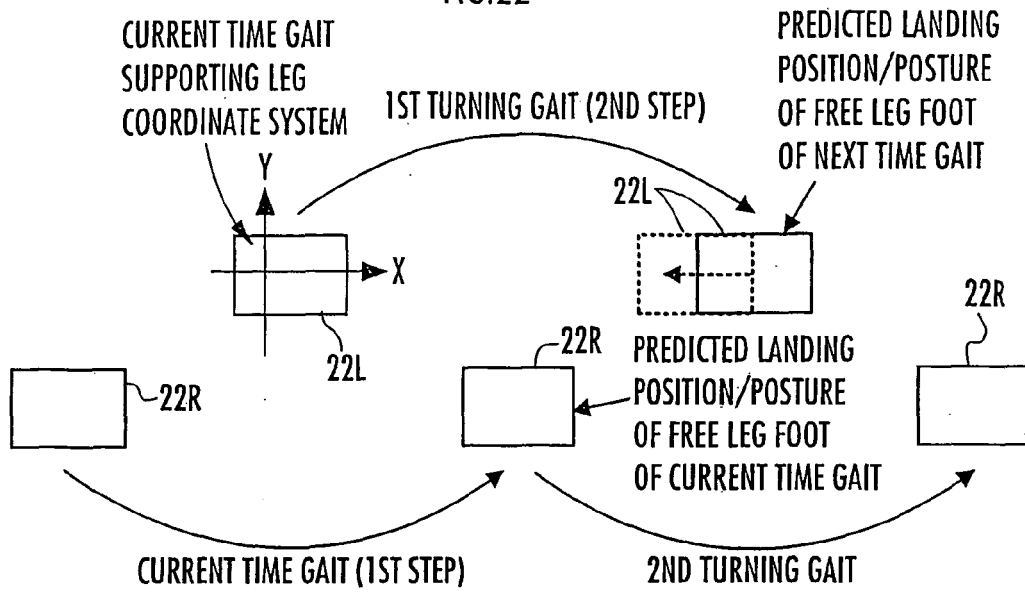 CURRENT TIME GAIT
SUPPORTING LEG
COORDINATE SYSTEM
1ST TURNING GAIT (2ND STEP)
PREDICTED LANDING
POSITION/POSTURE
OF FREE LEG FOOT
OF NEXT TIME GAIT
Y
X
22L
22L
22R
22R
22R
PREDICTED LANDING
POSITION/POSTURE
OF FREE LEG FOOT
OF CURRENT TIME GAIT
CURRENT TIME GAIT (1ST STEP)
2ND TURNING GAIT